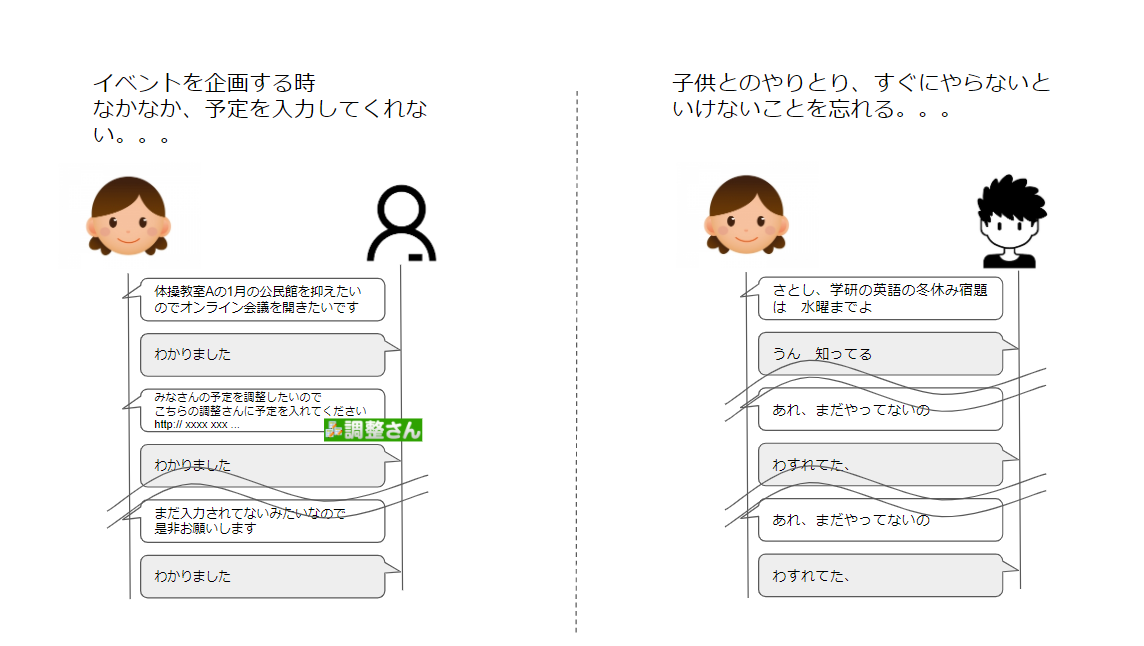 イベントを企画する時
なかなか、予定を入力してくれな
い。。。
体操教室Aの1月の公民館を抑えたい
のでオンライン会議を開きたいです
わかりました
みなさんの予定を調整したいので
こちらの調整さんに予定を入れてください
http:// xxxx xxx ...
調整さん
わかりました
まだ入力されてないみたいなので
是非お願いします
わかりました
子供とのやりとり、すぐにやらないと
いけないことを忘れる。。。
さとし、学研の英語の冬休み宿題
は　水曜までよ
うん　知ってる
あれ、まだやってないの
わすれてた、
あれ、まだやってないの
わすれてた、